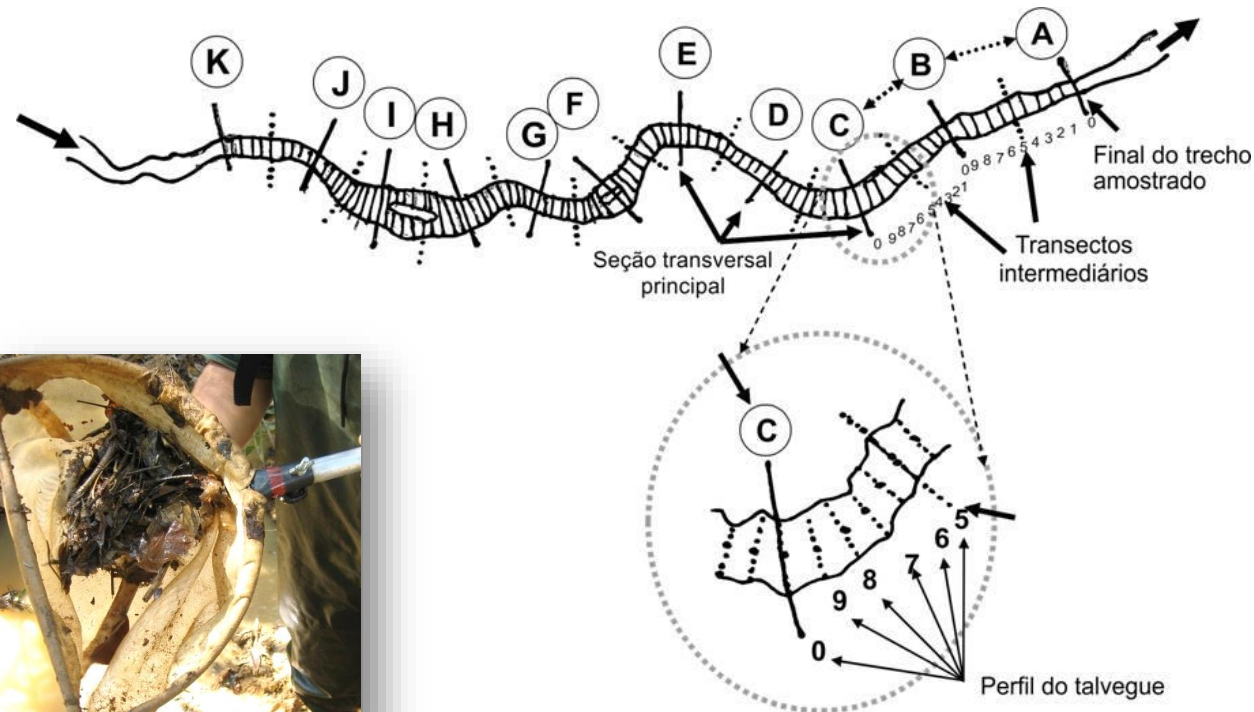 K
J
I
H
G
F
E
D
C
B
A
0 9 8 7 6 5 4 3 2 1 0
0 9 8 7 6 5 4 3 2 1
Final do trecho
amostrado
Seção transversal
principal
Transectos
intermediários
C
5
6
7
8
9
0
Perfil do talvegue